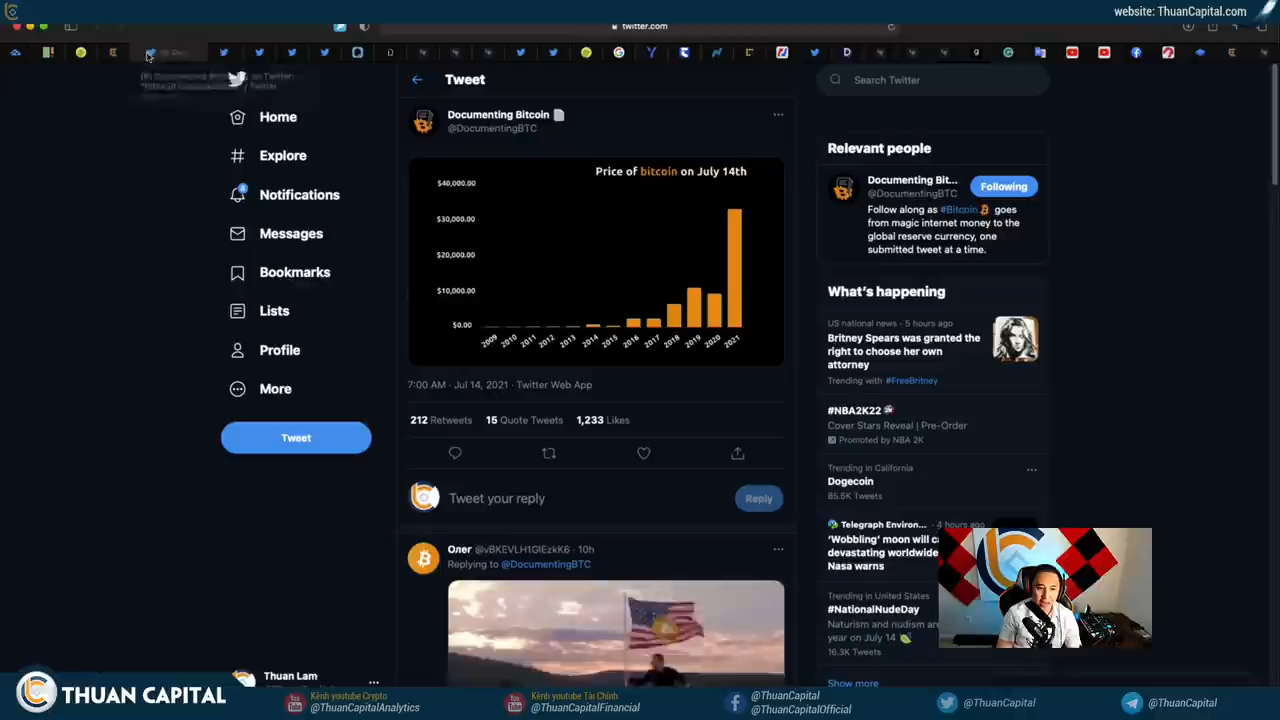 website: ThuanCapital.com
twitter.com
Home
Explore
Notifications
Messages
Bookmarks
Lists
Profile
More
Tweet
Thuan Lam
Tweet
Documenting Bitcoin
@DocumentingBTC
Price of bitcoin on July 14th
$40,000.00
$30,000.00
$20,000.00
$10,000.00
$0.00
2009 2010 2011 2012 2013 2014 2015 2016 2017 2018 2019 2020 2021
7:00 AM · Jul 14, 2021 · Twitter Web App
212 Retweets 15 Quote Tweets 1,233 Likes
Tweet your reply
Reply
Олег @vBKEVLH1GlEzkK6 · 10h
Replying to @DocumentingBTC
Search Twitter
Relevant people
Documenting Bit...
@DocumentingBTC
Following
Follow along as #Bitcoin goes
from magic internet money to the
global reserve currency, one
submitted tweet at a time.
What's happening
US national news · 5 hours ago
Britney Spears was granted the
right to choose her own
attorney
Trending with #FreeBritney
#NBA2K22
Cover Stars Reveal | Pre-Order
Promoted by NBA 2K
Trending in California
Dogecoin
85.5K Tweets
Telegraph Environ... · 4 hours ago
'Wobbling' moon will
devastating worldwide
Nasa warns
Trending in United States
#NationalNudeDay
Naturism and nudism are
year on July 14
16.3K Tweets
Show more
THUAN CAPITAL
Kênh youtube Crypto
@ThuanCapitalAnalytics
Kênh youtube Tài Chính
@ThuanCapitalFinancial
@ThuanCapital
@ThuanCapitalOfficial
@ThuanCapital
@ThuanCapital